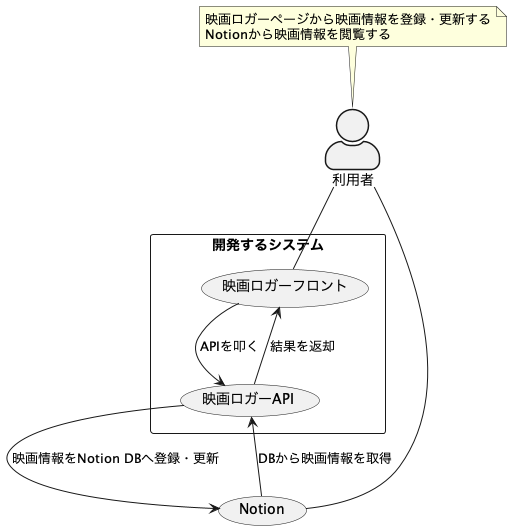 映画ロガーページから映画情報を登録・更新する
Notionから映画情報を閲覧する
利用者
開発するシステム
映画ロガーフロント
APIを叩く
結果を返却
映画ロガーAPI
映画情報をNotion DBへ登録・更新
DBから映画情報を取得
Notion